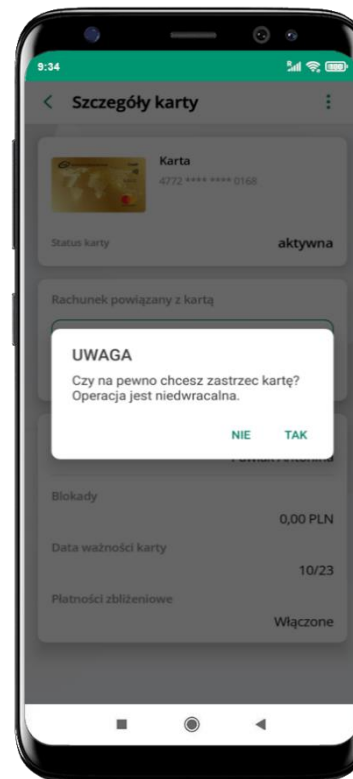 9:34
Szczegóły karty
Karta
4772 **** **** 0168
Status karty
aktywna
Rachunek powiązany z kartą
UWAGA
Czy na pewno chcesz zastrzec kartę?
Operacja jest niedwracalna.
NIE TAK
Blokady
0,00 PLN
Data ważności karty
10/23
Płatności zbliżeniowe
Włączone